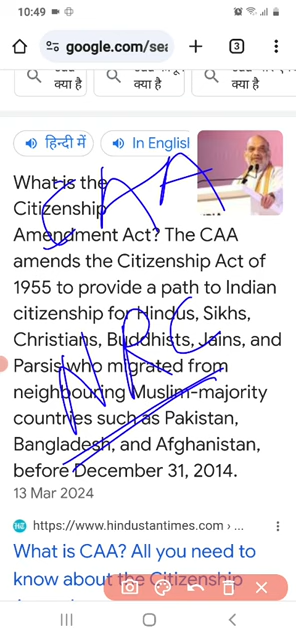 10:49
google.com/sea
3
क्या है
क्या है
क्या है
हिन्दी में
In Englisl
What is the
Citizenship
Amendment Act? The CAA
amends the Citizenship Act of
1955 to provide a path to Indian
citizenship for Hindus, Sikhs,
Christians, Buddhists, Jains, and
Parsis who migrated from
neighbouring Muslim-majority
countries such as Pakistan,
Bangladesh, and Afghanistan,
before December 31, 2014.
CAA
NRC
13 Mar 2024
https://www.hindustantimes.com › ...
What is CAA? All you need to
know about the Citizenship